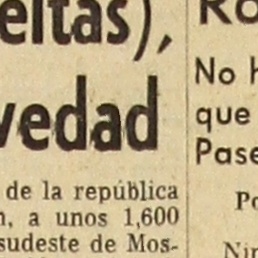 eltas),
vedad
de la república
n, a unos 1,600
sudeste de Mos-
Ro
No h
que
Pase
Po
Nin